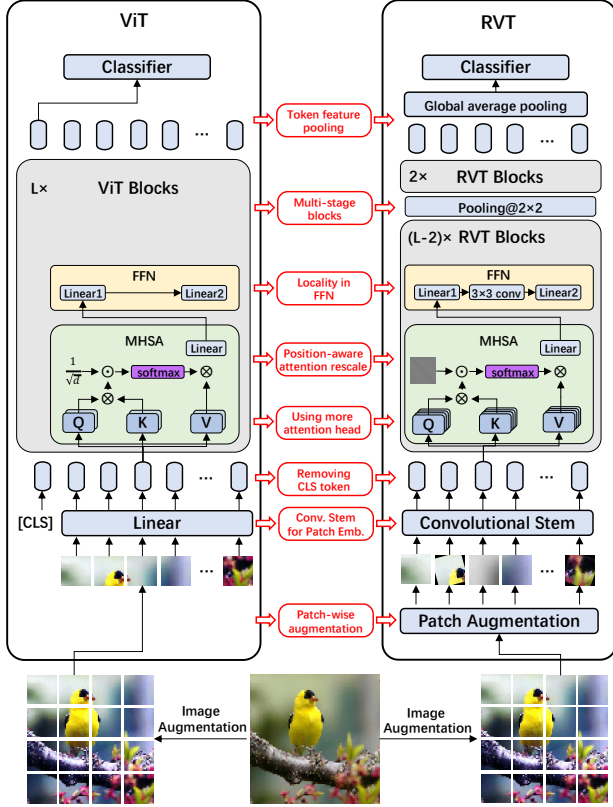 ViT
Classifier
...
L× ViT Blocks
FFN
Linear1 Linear2
MHSA
Linear
1/√d softmax
Q K V
...
[CLS]
Linear
...
Token feature
pooling
Multi-stage
blocks
Locality in
FFN
Position-aware
attention rescale
Using more
attention head
Removing
CLS token
Conv. Stem
for Patch Emb.
Patch-wise
augmentation
RVT
Classifier
Global average pooling
...
2× RVT Blocks
Pooling@2×2
(L-2)× RVT Blocks
FFN
Linear1 3×3 conv Linear2
MHSA
Linear
softmax
Q K V
...
Convolutional Stem
...
Patch Augmentation
Image
Augmentation
Image
Augmentation